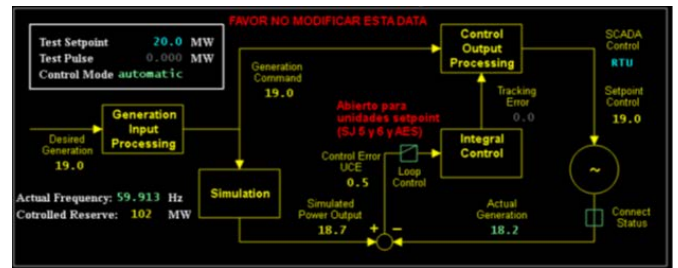 FAVOR NO MODIFICAR ESTA DATA
Test Setpoint 20.0 MW
Test Pulse 0.000 MW
Control Mode automatic
Generation
Command
19.0
Control
Output
Processing
SCADA
Control
RTU
Setpoint
Control
19.0
Tracking
Error
0.0
Abierto para
unidades setpoint
(SJ 5 y 6 y AES)
Generation
Input
Processing
Desired
Generation
19.0
Integral
Control
Control Error
UCE
0.5
Loop
Control
~
Simulation
Actual Frequency: 59.913 Hz
Cotrolled Reserve: 102 MW
Simulated
Power Output
18.7
+ −
Actual
Generation
18.2
Connect
Status